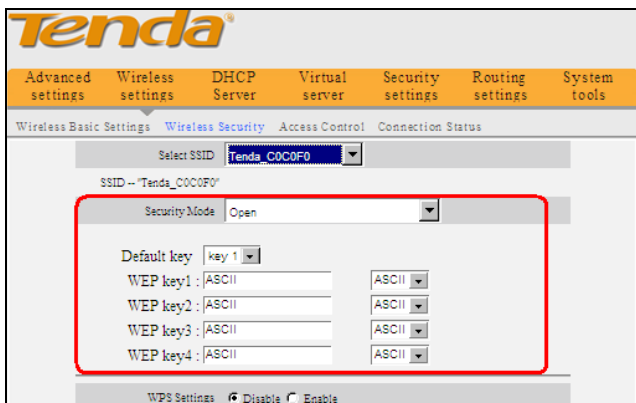 Tenda®
Advanced settings Wireless settings DHCP Server Virtual server Security settings Routing settings System tools
Wireless Basic Settings Wireless Security Access Control Connection Status
Select SSID Tenda_C0C0F0
SSID -- "Tenda_C0C0F0"
Security Mode Open
Default key key 1
WEP key1 : ASCII ASCII
WEP key2 : ASCII ASCII
WEP key3 : ASCII ASCII
WEP key4 : ASCII ASCII
WPS Settings Disable Enable